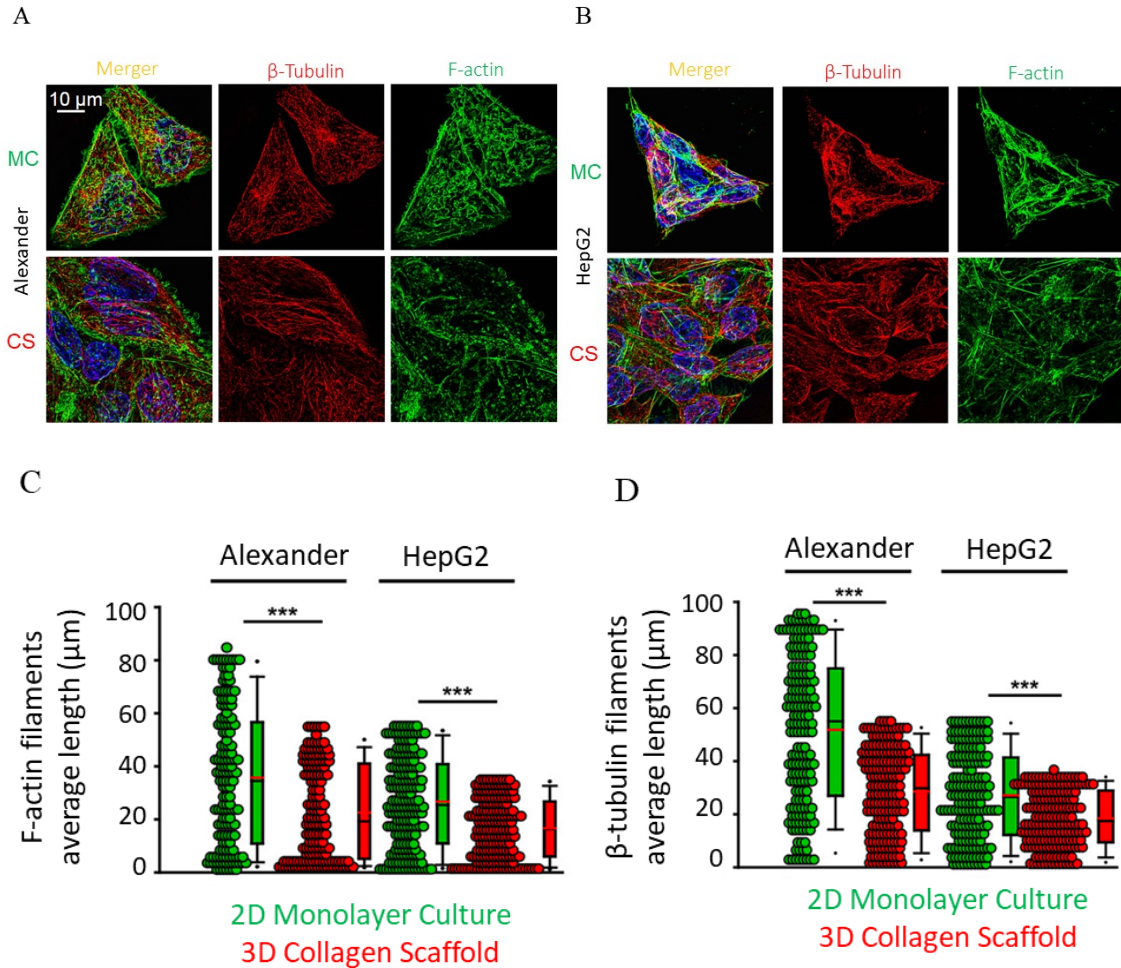 A
B
Merger β-Tubulin F-actin
Merger β-Tubulin F-actin
10 µm
MC
Alexander
CS
MC
HepG2
CS
C
D
Alexander HepG2
Alexander HepG2
***
***
***
***
F-actin filaments
average length (µm)
100
80
60
40
20
0
β-tubulin filaments
average length (µm)
100
80
60
40
20
0
2D Monolayer Culture
3D Collagen Scaffold
2D Monolayer Culture
3D Collagen Scaffold